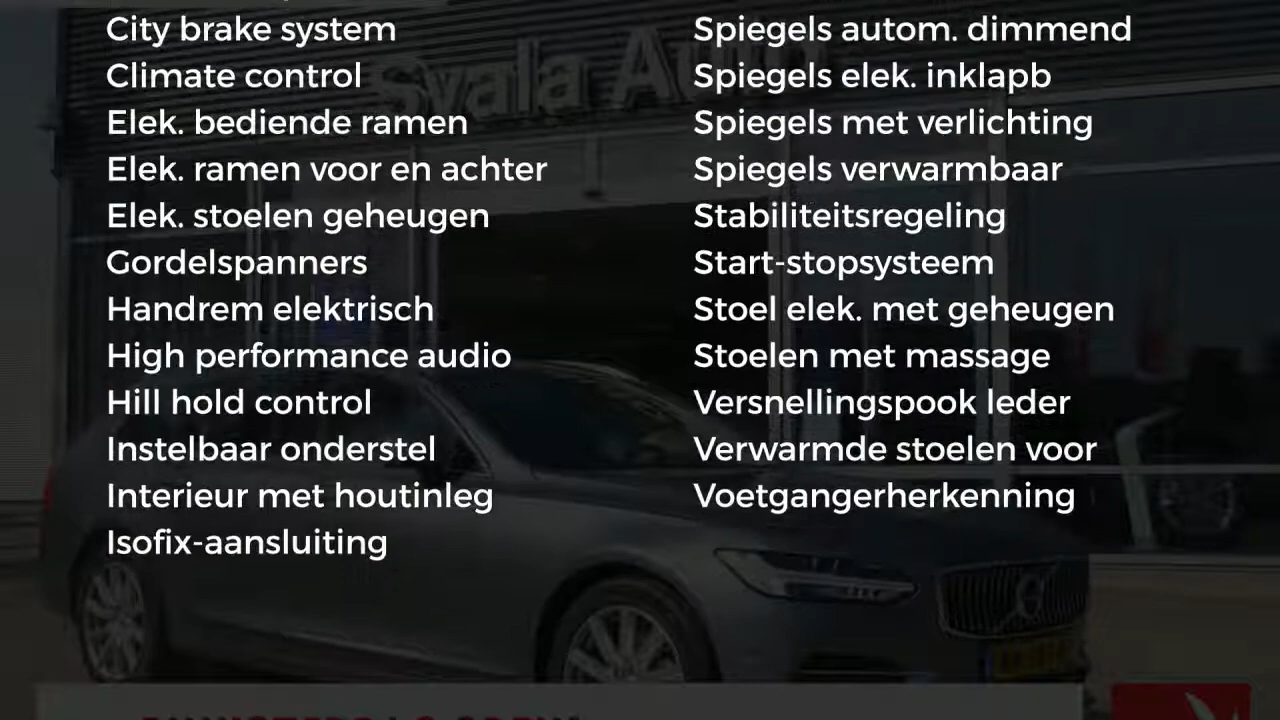 City brake system
Climate control
Elek. bediende ramen
Elek. ramen voor en achter
Elek. stoelen geheugen
Gordelspanners
Handrem elektrisch
High performance audio
Hill hold control
Instelbaar onderstel
Interieur met houtinleg
Isofix-aansluiting
Spiegels autom. dimmend
Spiegels elek. inklapb
Spiegels met verlichting
Spiegels verwarmbaar
Stabiliteitsregeling
Start-stopsysteem
Stoel elek. met geheugen
Stoelen met massage
Versnellingspook leder
Verwarmde stoelen voor
Voetgangerherkenning
Svala Auto